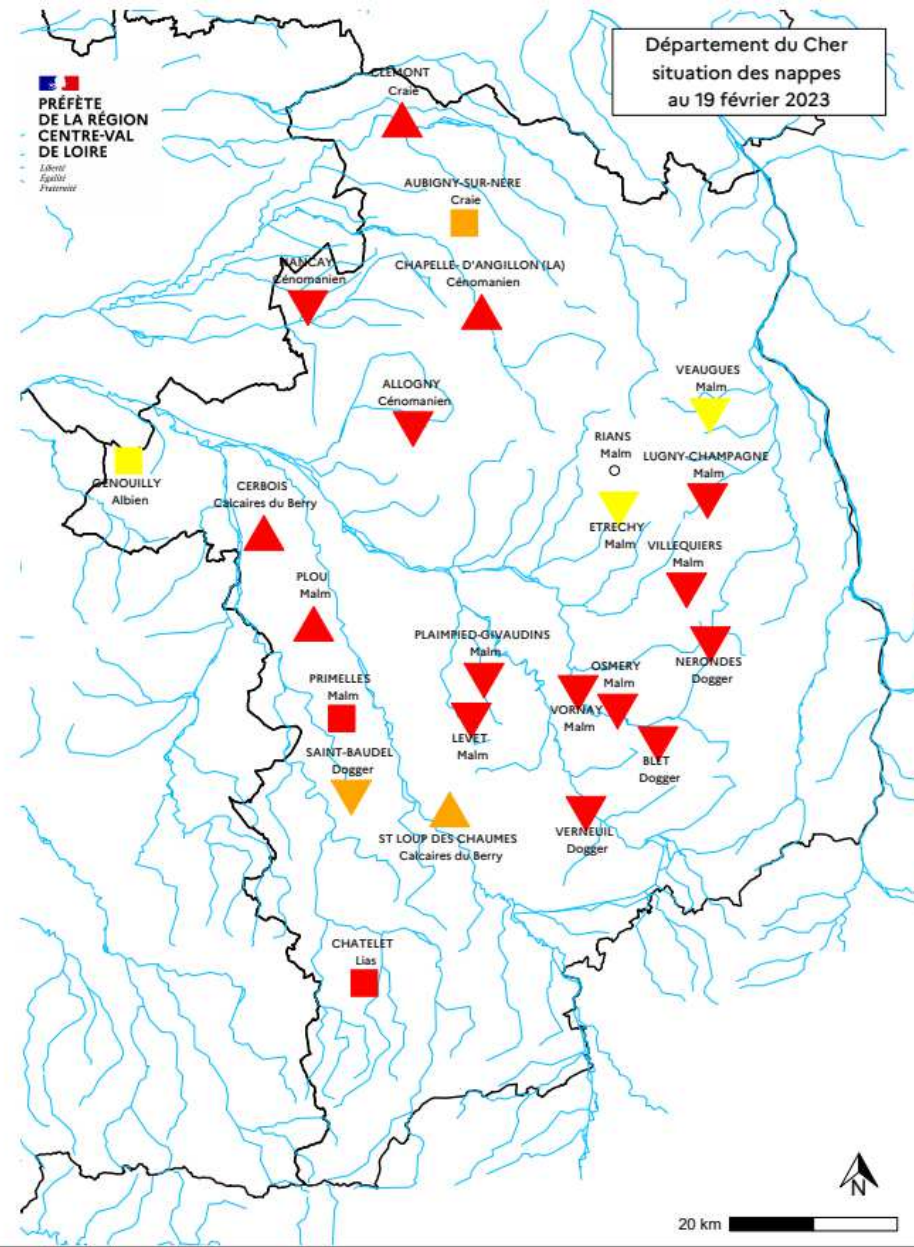 Département du Cher
situation des nappes
au 19 février 2023
PRÉFÈTE
DE LA RÉGION
CENTRE-VAL
DE LOIRE
Liberté
Égalité
Fraternité
CLEMONT
Craie
AUBIGNY-SUR-NERE
Craie
NANCAY
Cénomanien
CHAPELLE- D'ANGILLON (LA)
Cénomanien
VEAUGUES
Malm
ALLOGNY
Cénomanien
RIANS
Malm
LUGNY-CHAMPAGNE
Malm
GENOUILLY
Albien
CERBOIS
Calcaires du Berry
ETRECHY
Malm
VILLEQUIERS
Malm
PLOU
Malm
PLAIMPIED-GIVAUDINS
Malm
NERONDES
Dogger
OSMERY
Malm
PRIMELLES
Malm
VORNAY
Malm
LEVET
Malm
SAINT-BAUDEL
Dogger
BLET
Dogger
ST LOUP DES CHAUMES
Calcaires du Berry
VERNEUIL
Dogger
CHATELET
Lias
N
20 km